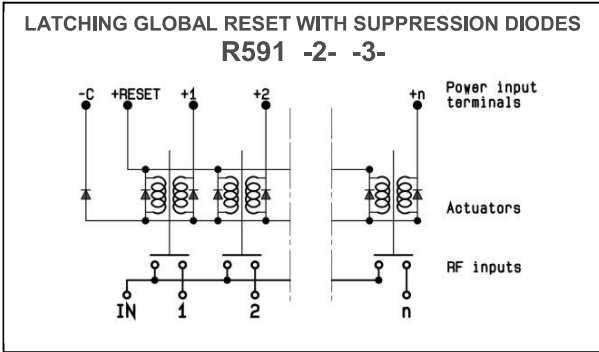 LATCHING GLOBAL RESET WITH SUPPRESSION DIODES
R591 -2- -3-
-C +RESET +1 +2 +n Power input
terminals
Actuators
RF inputs
IN 1 2 n